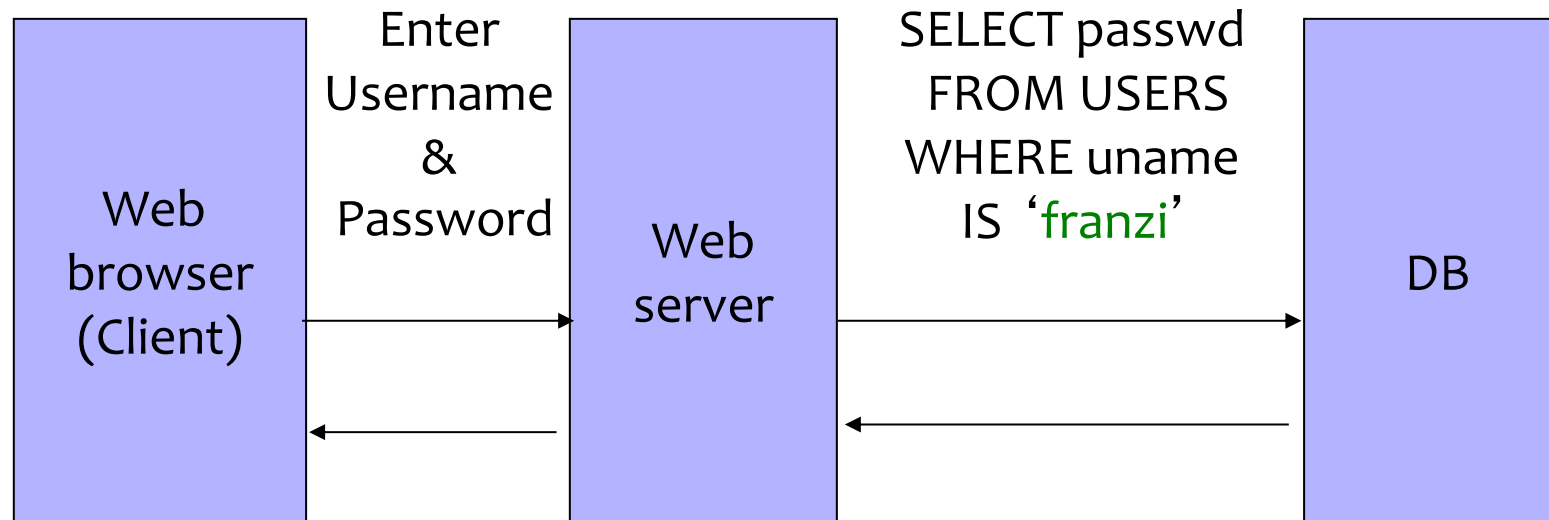 Web
browser
(Client)
Enter
Username
&
Password
Web
server
SELECT passwd
FROM USERS
WHERE uname
IS ‘franzi’
DB